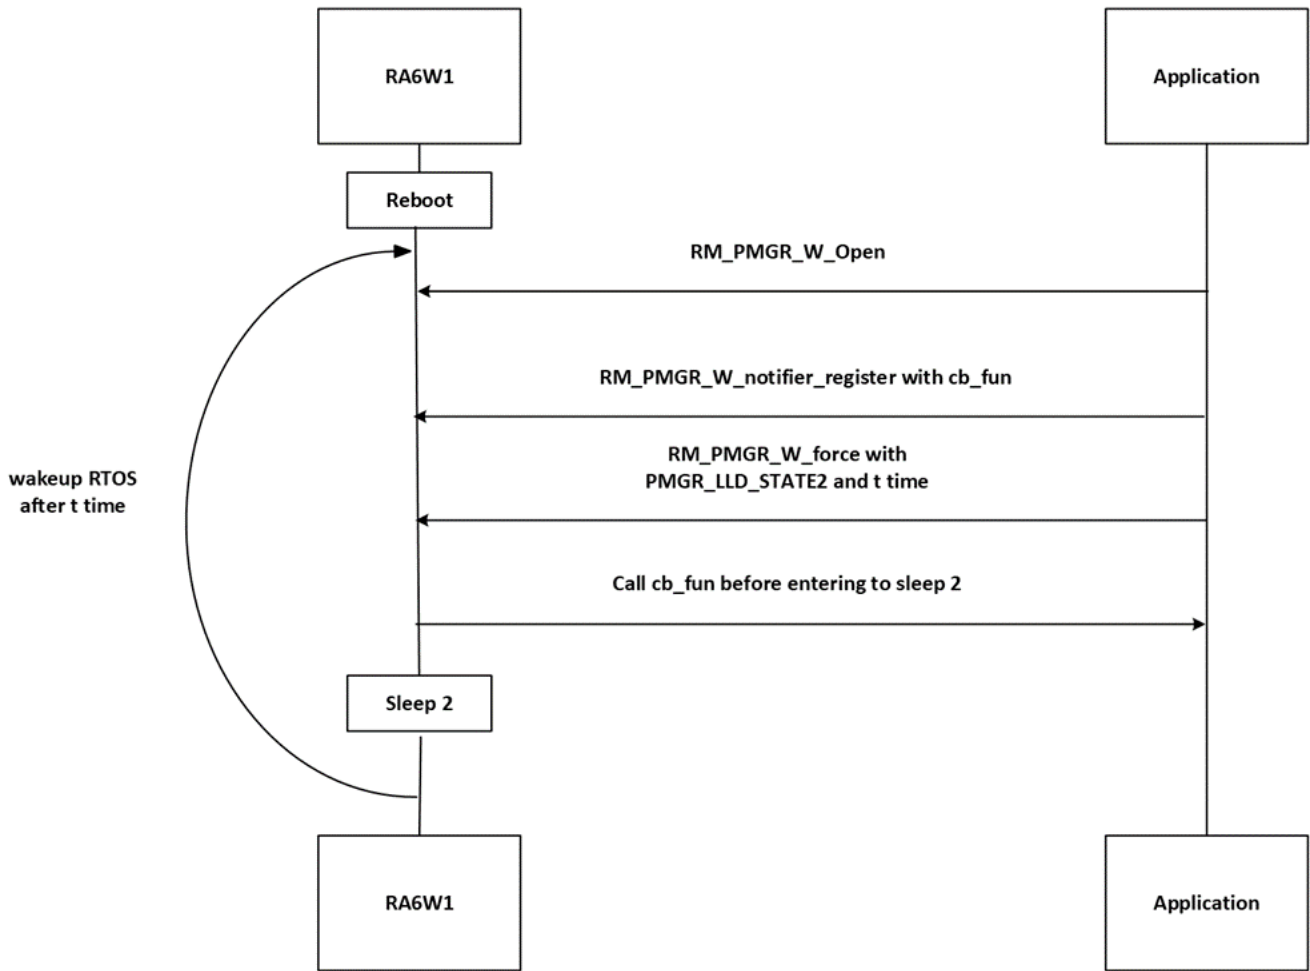 RA6W1
Application
Reboot
RM_PMGR_W_Open
RM_PMGR_W_notifier_register with cb_fun
RM_PMGR_W_force with
PMGR_LLD_STATE2 and t time
wakeup RTOS
after t time
Call cb_fun before entering to sleep 2
Sleep 2
RA6W1
Application